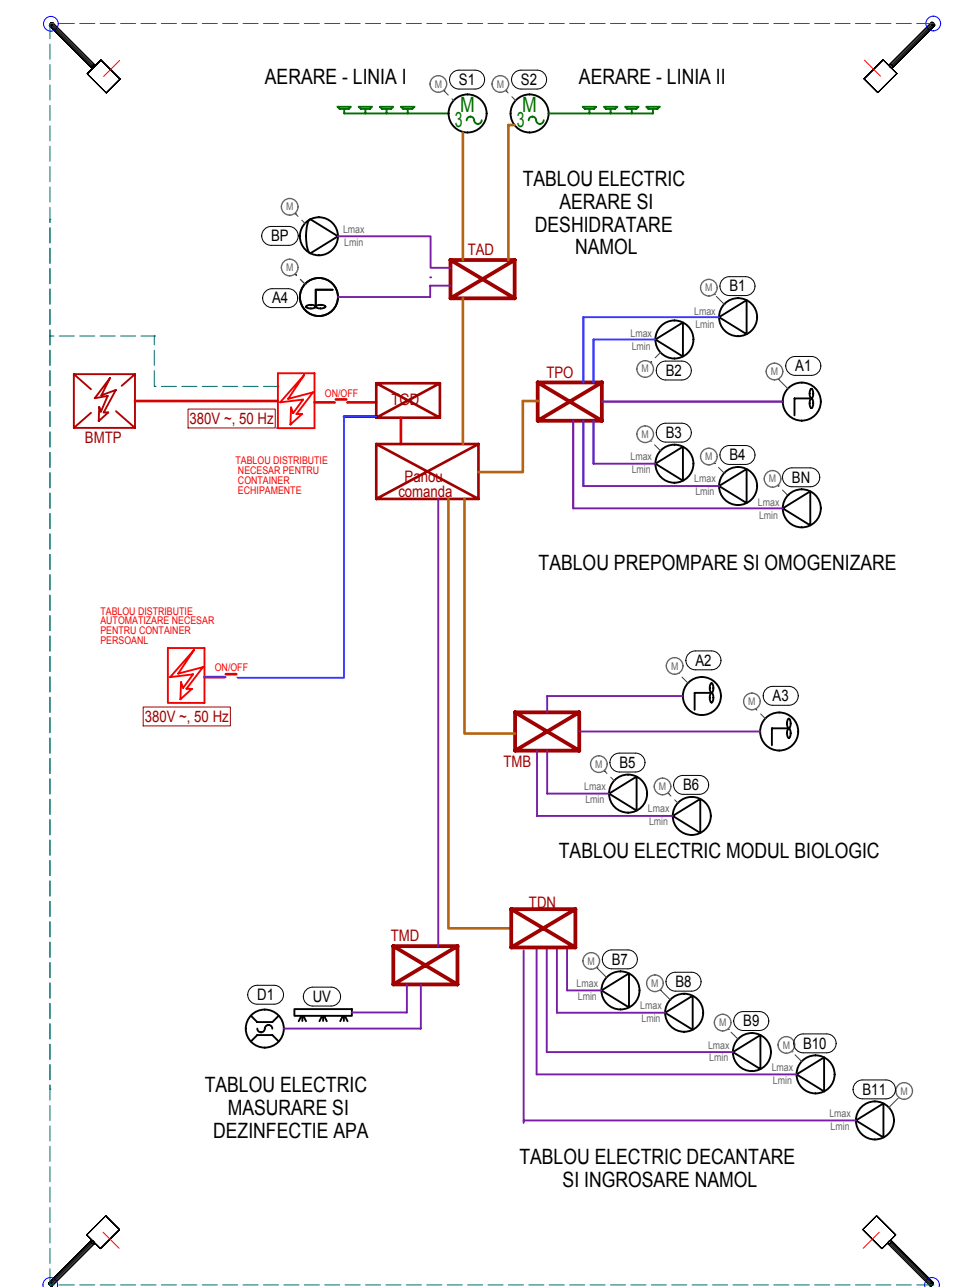 AERARE - LINIA I
M
S1
M
3
M
S2
M
3
AERARE - LINIA II
TABLOU ELECTRIC
AERARE SI
DESHIDRATARE
NAMOL
M
BP
Lmax
Lmin
TAD
M
A4
M
B1
Lmax
Lmin
Lmax
Lmin
M
B2
TPO
M
A1
BMTP
380V ~, 50 Hz
ON/OFF
TGD
TABLOU DISTRIBUTIE
NECESAR PENTRU
CONTAINER
ECHIPAMENTE
Panou
comanda
M
B3
Lmax
Lmin
M
B4
Lmax
Lmin
M
BN
Lmax
Lmin
TABLOU PREPOMPARE SI OMOGENIZARE
TABLOU DISTRIBUTIE
AUTOMATIZARE NECESAR
PENTRU CONTAINER
PERSOANL
ON/OFF
380V ~, 50 Hz
M
A2
M
A3
TMB
M
B5
Lmax
Lmin
M
B6
Lmax
Lmin
TABLOU ELECTRIC MODUL BIOLOGIC
TDN
TMD
M
B7
Lmax
Lmin
M
B8
Lmax
Lmin
D1
UV
M
B9
Lmax
Lmin
M
B10
Lmax
Lmin
B11
M
Lmax
Lmin
TABLOU ELECTRIC
MASURARE SI
DEZINFECTIE APA
TABLOU ELECTRIC DECANTARE
SI INGROSARE NAMOL